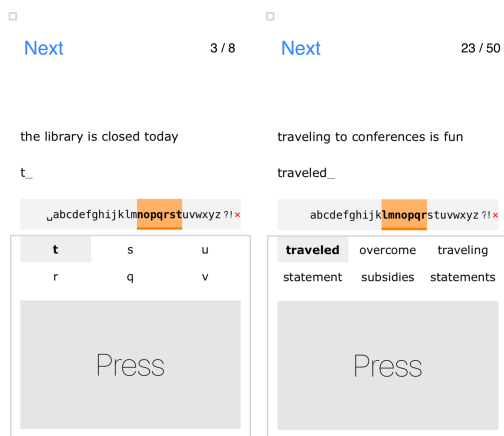 Next 3 / 8
the library is closed today
t_
␣abcdefghijklmnopqrstuvwxyz?!×
t s u
r q v
Press
Next 23 / 50
traveling to conferences is fun
traveled_
abcdefghijklmnopqrstuvwxyz?!×
traveled overcome traveling
statement subsidies statements
Press